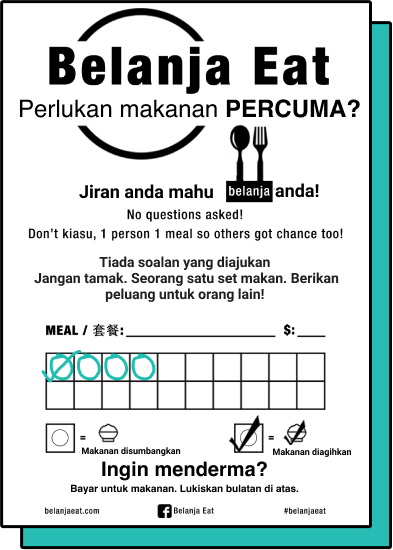 Belanja Eat
Perlukan makanan PERCUMA?
Jiran anda mahu belanja anda!
No questions asked!
Don't kiasu, 1 person 1 meal so others got chance too!
Tiada soalan yang diajukan
Jangan tamak. Seorang satu set makan. Berikan
peluang untuk orang lain!
MEAL / 套餐: $:
= =
Makanan disumbangkan Makanan diagihkan
Ingin menderma?
Bayar untuk makanan. Lukiskan bulatan di atas.
belanjaeat.com Belanja Eat #belanjaeat